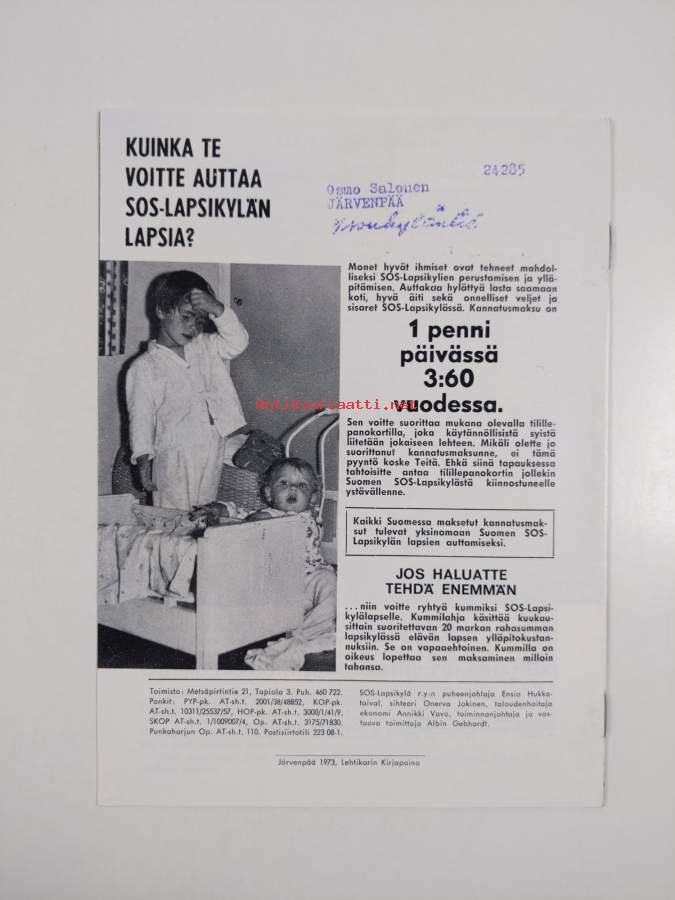 KUINKA TE
VOITTE AUTTAA
SOS-LAPSIKYLÄN
LAPSIA?
24285
Osmo Salonen
JÄRVENPÄÄ
Monet hyvät ihmiset ovat tehneet mahdol-
liseksi SOS-Lapsikylien perustamisen ja yllä-
pitämisen. Auttakaa hylättyä lasta saamaan
koti, hyvä äiti sekä onnelliset veljet ja
sisaret SOS-Lapsikylässä. Kannatusmaksu on
1 penni
päivässä
3:60
vuodessa.
Antikvariaatti.net
Sen voitte suorittaa mukana olevalla tilille-
panokortilla, joka käytännöllisistä syistä
liitetään jokaiseen lehteen. Mikäli olette jo
suorittanut kannatusmaksunne, ei tämä
pyyntö koske Teitä. Ehkä siinä tapauksessa
tahtoisitte antaa tilillepanokortin jollekin
Suomen SOS-Lapsikylästä kiinnostuneelle
ystävällenne.
Kaikki Suomessa maksetut kannatusmak-
sut tulevat yksinomaan Suomen SOS-
Lapsikylän lapsien auttamiseksi.
JOS HALUATTE
TEHDÄ ENEMMÄN
...niin voitte ryhtyä kummiksi SOS-Lapsi-
kylälapselle. Kummilahja käsittää kuukau-
sittain suoritettavan 20 markan rahasumman
lapsikylässä elävän lapsen ylläpitokustan-
nuksiin. Se on vapaaehtoinen. Kummilla on
oikeus lopettaa sen maksaminen milloin
tahansa.
Toimisto: Metsäpirtintie 21, Tapiola 3. Puh. 460 722.
Pankit: PYP-pk. AT-sh.t. 2001/38/48852, KOP-pk.
AT-sh.t. 10311/25537/57, HOP-pk. AT-sh.t. 3000/1/41/9,
SKOP AT-sh.t. 1/1009007/4, Op. AT-sh.t. 3175/71830.
Punkaharjun Op. AT-sh.t. 110. Postisiirtotili 223 08-1.
SOS-Lapsikylä r.y:n puheenjohtaja Ensio Hukka-
taival, sihteeri Onerva Jokinen, taloudenhoitaja
ekonomi Annikki Vava, toiminnanjohtaja ja vas-
taava toimittaja Albin Gebhardt.
Järvenpää 1973, Lehtikarin Kirjapaino